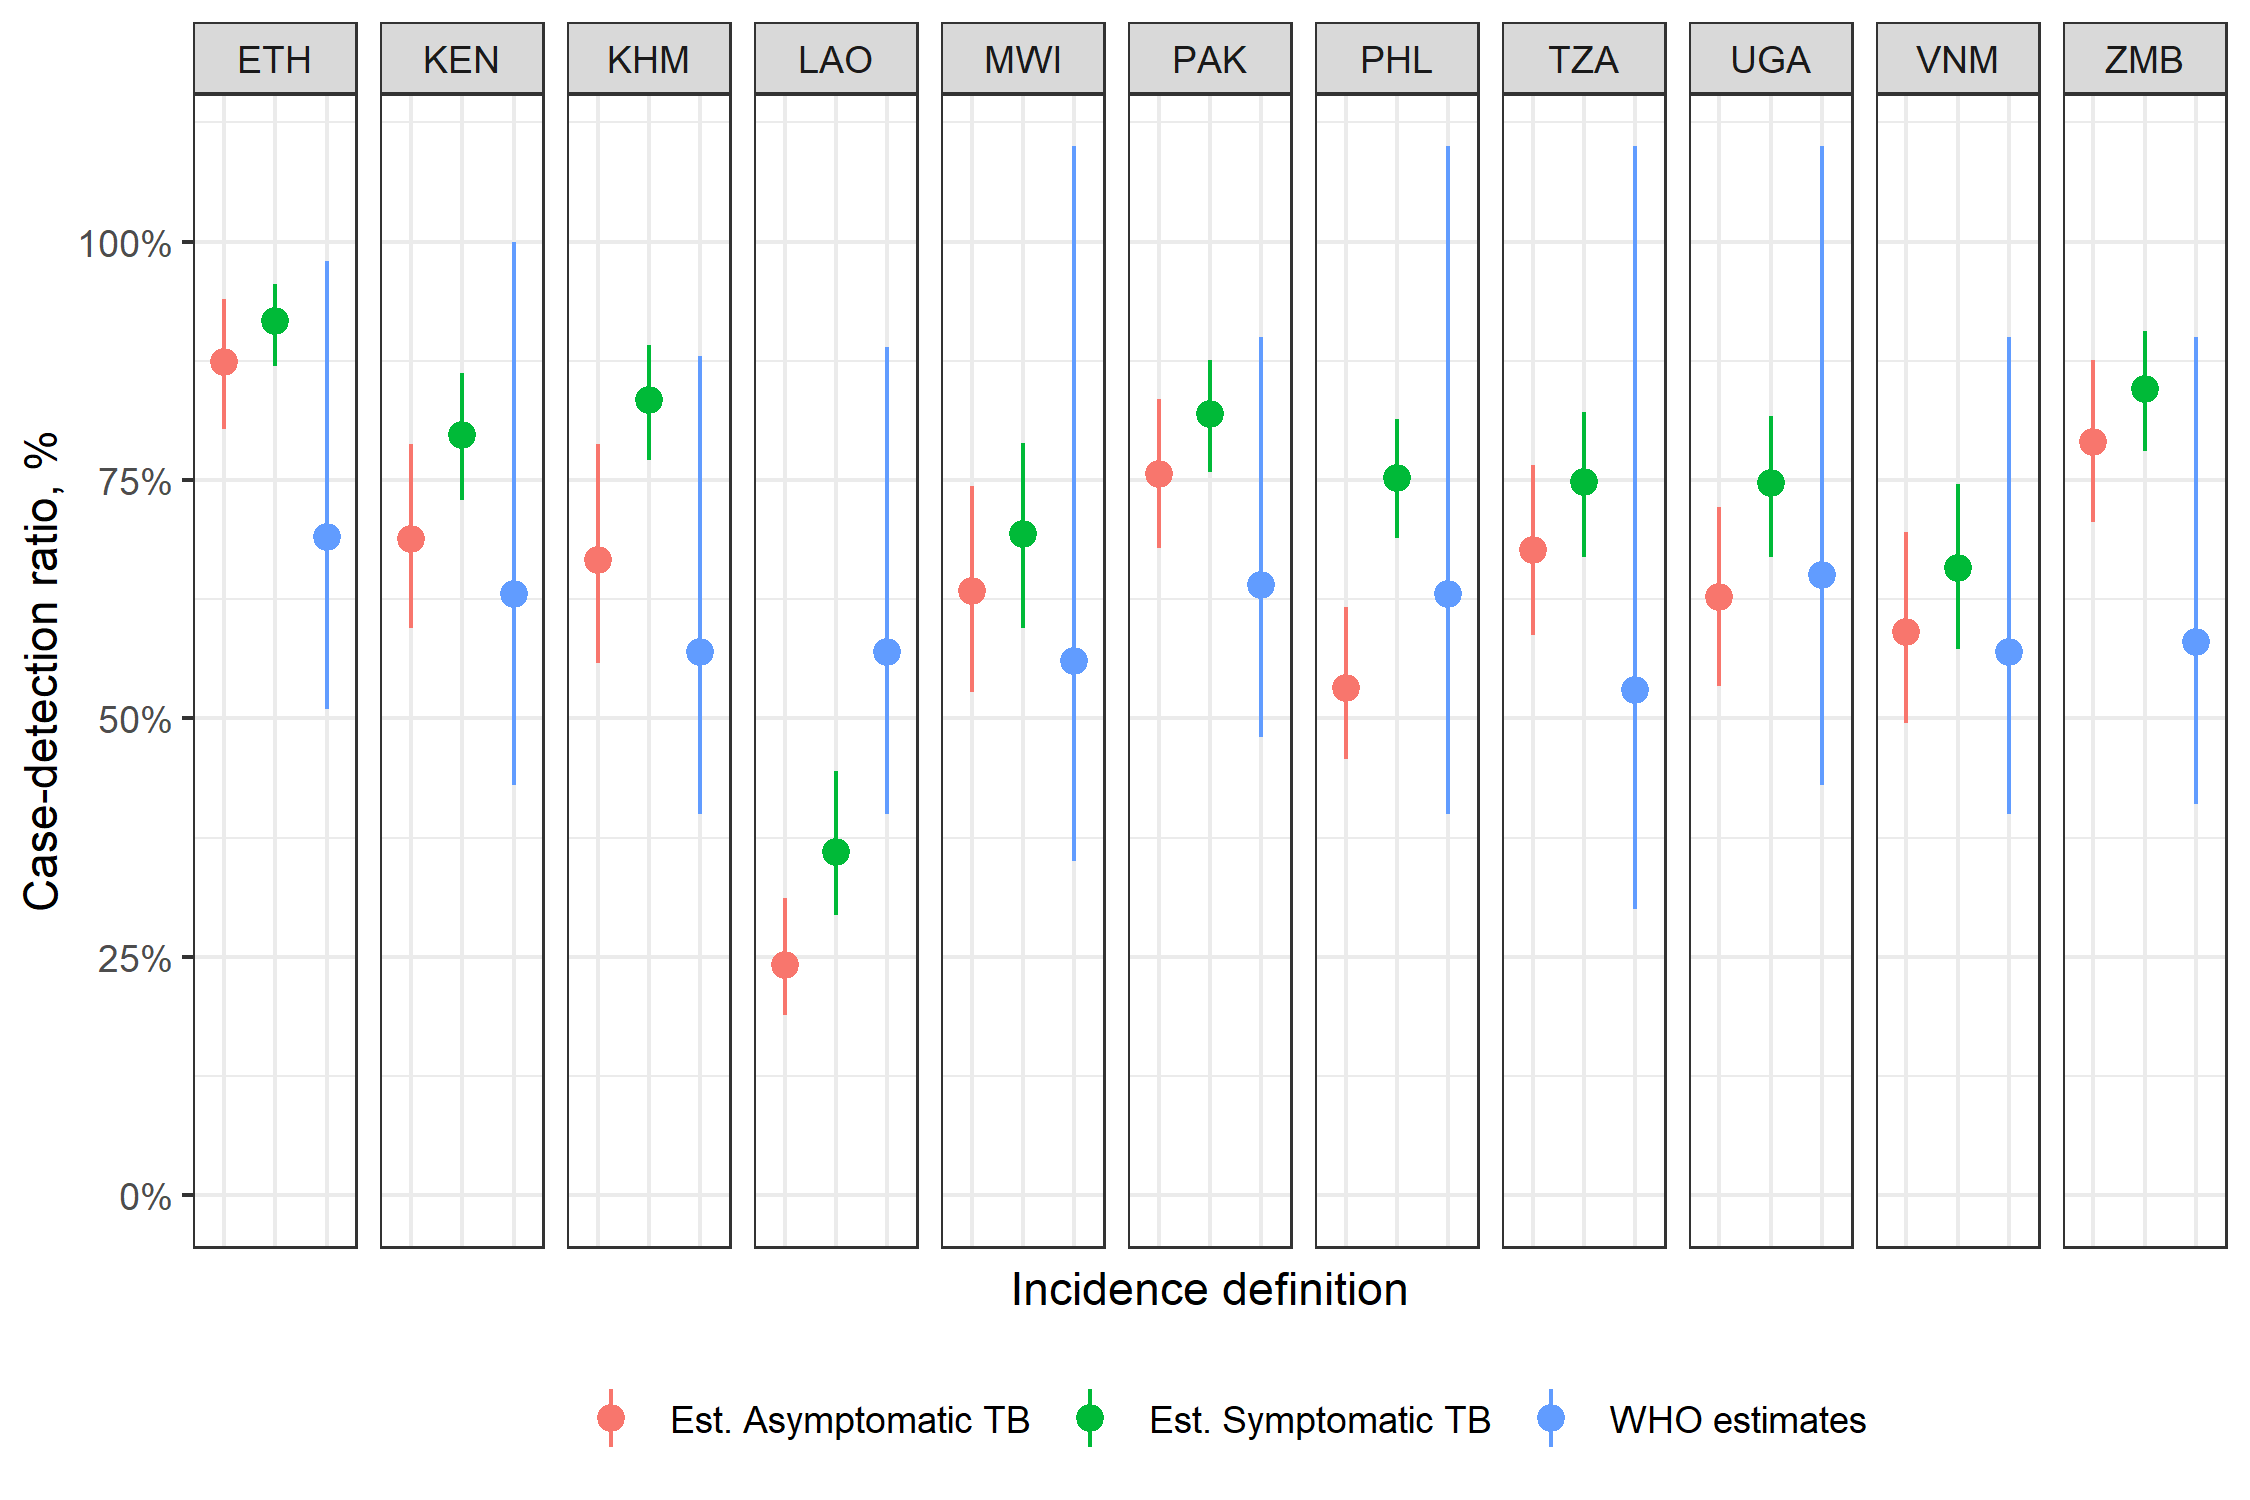 ETH KEN KHM LAO MWI PAK PHL TZA UGA VNM ZMB
Case-detection ratio, %
100%
75%
50%
25%
0%
Incidence definition
Est. Asymptomatic TB Est. Symptomatic TB WHO estimates